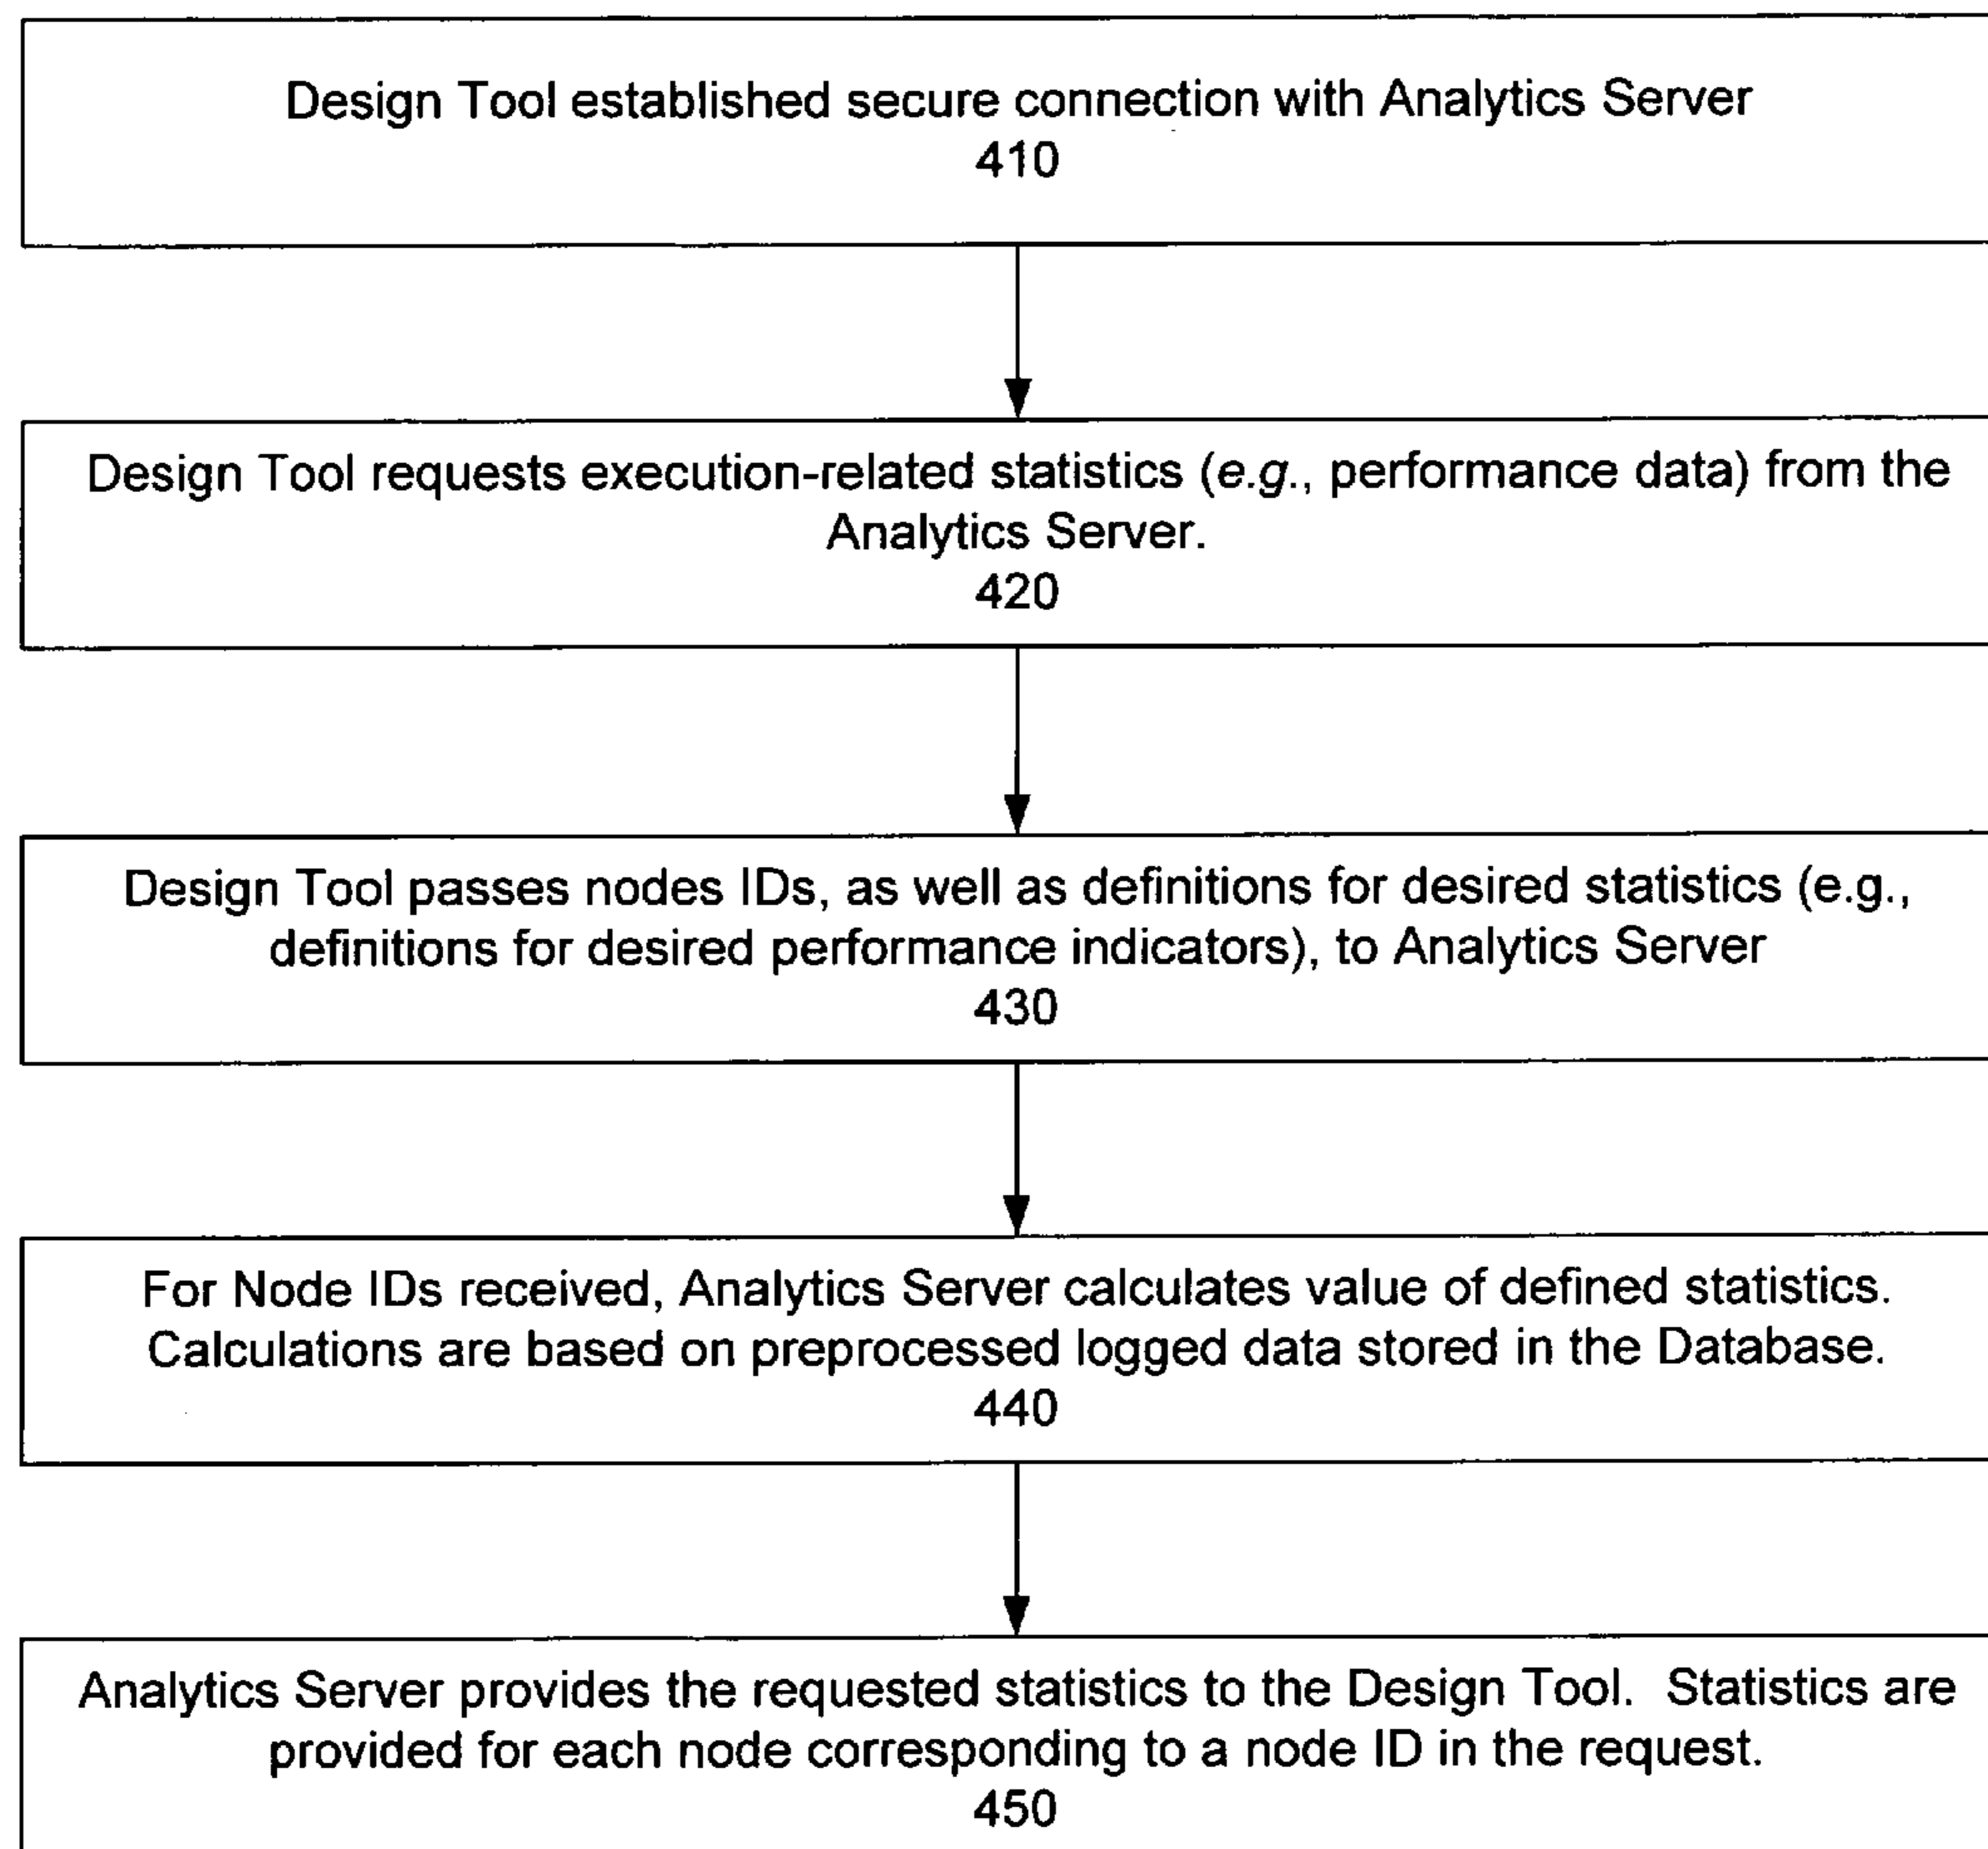 Design Tool established secure connection with Analytics Server
410
Design Tool requests execution-related statistics (e.g., performance data) from the
Analytics Server.
420
Design Tool passes nodes IDs, as well as definitions for desired statistics (e.g.,
definitions for desired performance indicators), to Analytics Server
430
For Node IDs received, Analytics Server calculates value of defined statistics.
Calculations are based on preprocessed logged data stored in the Database.
440
Analytics Server provides the requested statistics to the Design Tool.  Statistics are
provided for each node corresponding to a node ID in the request.
450